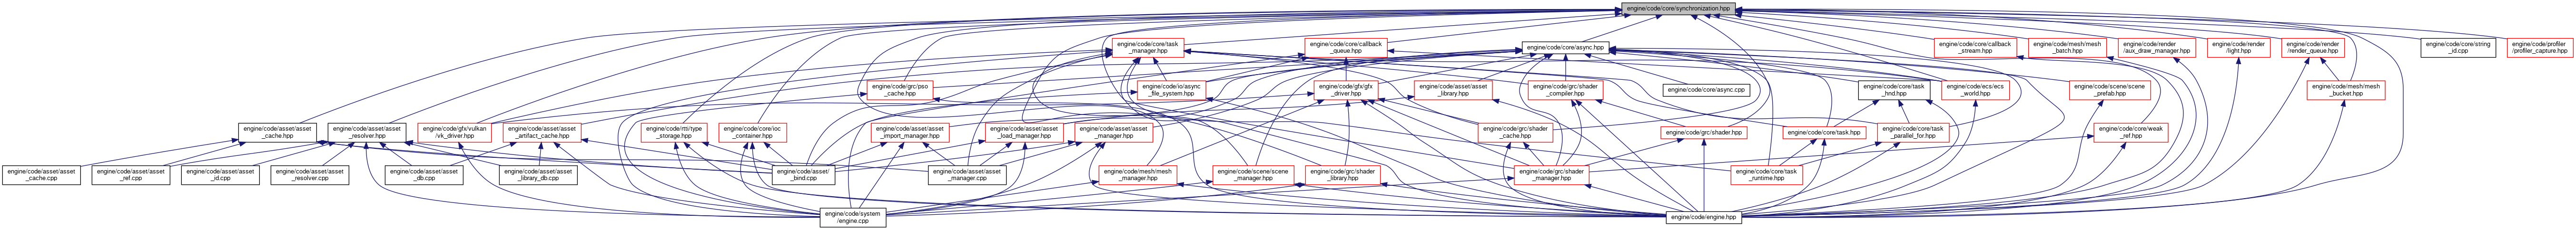 engine/code/core/synchronization.hpp
engine/code/core/task
_manager.hpp
engine/code/core/callback
_queue.hpp
engine/code/core/async.hpp
engine/code/core/callback
_stream.hpp
engine/code/mesh/mesh
_batch.hpp
engine/code/render
/aux_draw_manager.hpp
engine/code/render
/light.hpp
engine/code/render
/render_queue.hpp
engine/code/core/string
_id.cpp
engine/code/profiler
/profiler_capture.hpp
engine/code/grc/pso
_cache.hpp
engine/code/io/async
_file_system.hpp
engine/code/gfx/gfx
_driver.hpp
engine/code/asset/asset
_library.hpp
engine/code/grc/shader
_compiler.hpp
engine/code/core/async.cpp
engine/code/core/task
_hnd.hpp
engine/code/ecs/ecs
_world.hpp
engine/code/scene/scene
_prefab.hpp
engine/code/mesh/mesh
_bucket.hpp
engine/code/asset/asset
_cache.hpp
engine/code/asset/asset
_resolver.hpp
engine/code/gfx/vulkan
/vk_driver.hpp
engine/code/asset/asset
_artifact_cache.hpp
engine/code/rtti/type
_storage.hpp
engine/code/core/ioc
_container.hpp
engine/code/asset/asset
_import_manager.hpp
engine/code/asset/asset
_load_manager.hpp
engine/code/asset/asset
_manager.hpp
engine/code/grc/shader
_cache.hpp
engine/code/grc/shader.hpp
engine/code/core/task.hpp
engine/code/core/task
_parallel_for.hpp
engine/code/core/weak
_ref.hpp
engine/code/asset/asset
_cache.cpp
engine/code/asset/asset
_ref.cpp
engine/code/asset/asset
_id.cpp
engine/code/asset/asset
_resolver.cpp
engine/code/asset/asset
_db.cpp
engine/code/asset/asset
_library_db.cpp
engine/code/asset/
_bind.cpp
engine/code/asset/asset
_manager.cpp
engine/code/mesh/mesh
_manager.hpp
engine/code/scene/scene
_manager.hpp
engine/code/grc/shader
_library.hpp
engine/code/grc/shader
_manager.hpp
engine/code/core/task
_runtime.hpp
engine/code/system
/engine.cpp
engine/code/engine.hpp